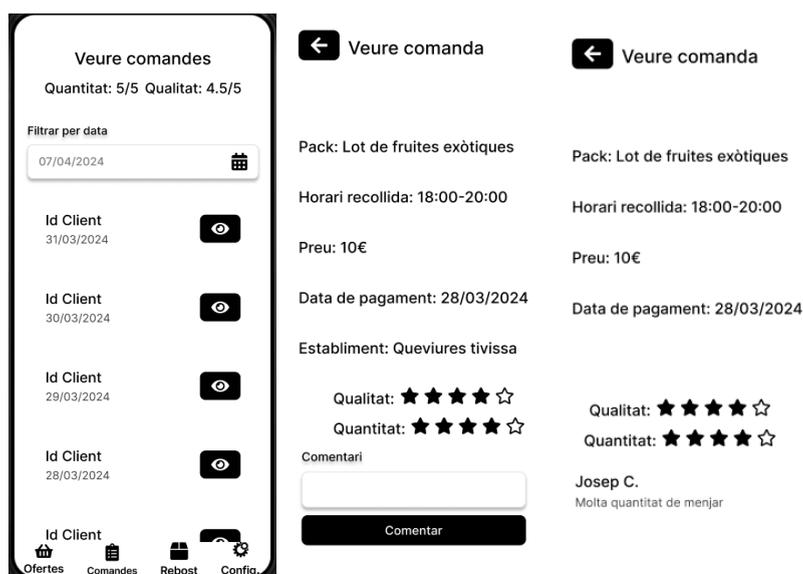 Veure comandes
Quantitat: 5/5 Qualitat: 4.5/5
Filtrar per data
07/04/2024
Id Client
31/03/2024
Id Client
30/03/2024
Id Client
29/03/2024
Id Client
28/03/2024
Id Client
Ofertes Comandes Rebost Config.
Veure comanda
Pack: Lot de fruites exòtiques
Horari recollida: 18:00-20:00
Preu: 10€
Data de pagament: 28/03/2024
Establiment: Queviures tivissa
Qualitat:
Quantitat:
Comentari
Comentar
Veure comanda
Pack: Lot de fruites exòtiques
Horari recollida: 18:00-20:00
Preu: 10€
Data de pagament: 28/03/2024
Qualitat:
Quantitat:
Josep C.
Molta quantitat de menjar